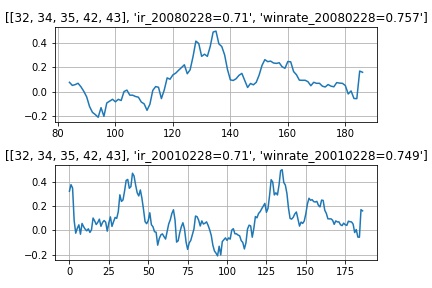 [[32, 34, 35, 42, 43], 'ir_20080228=0.71', 'winrate_20080228=0.757']
0.4
0.2
0.0
−0.2
80 100 120 140 160 180
[[32, 34, 35, 42, 43], 'ir_20010228=0.71', 'winrate_20010228=0.749']
0.4
0.2
0.0
−0.2
0 25 50 75 100 125 150 175